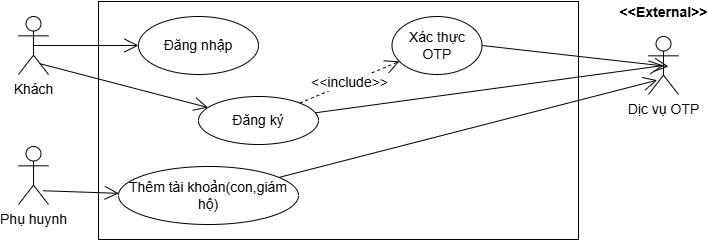 <<External>>
Đăng nhập
Xác thực
OTP
Khách
<<include>>
Đăng ký
Dịc vụ OTP
Thêm tài khoản(con,giám
hộ)
Phụ huynh